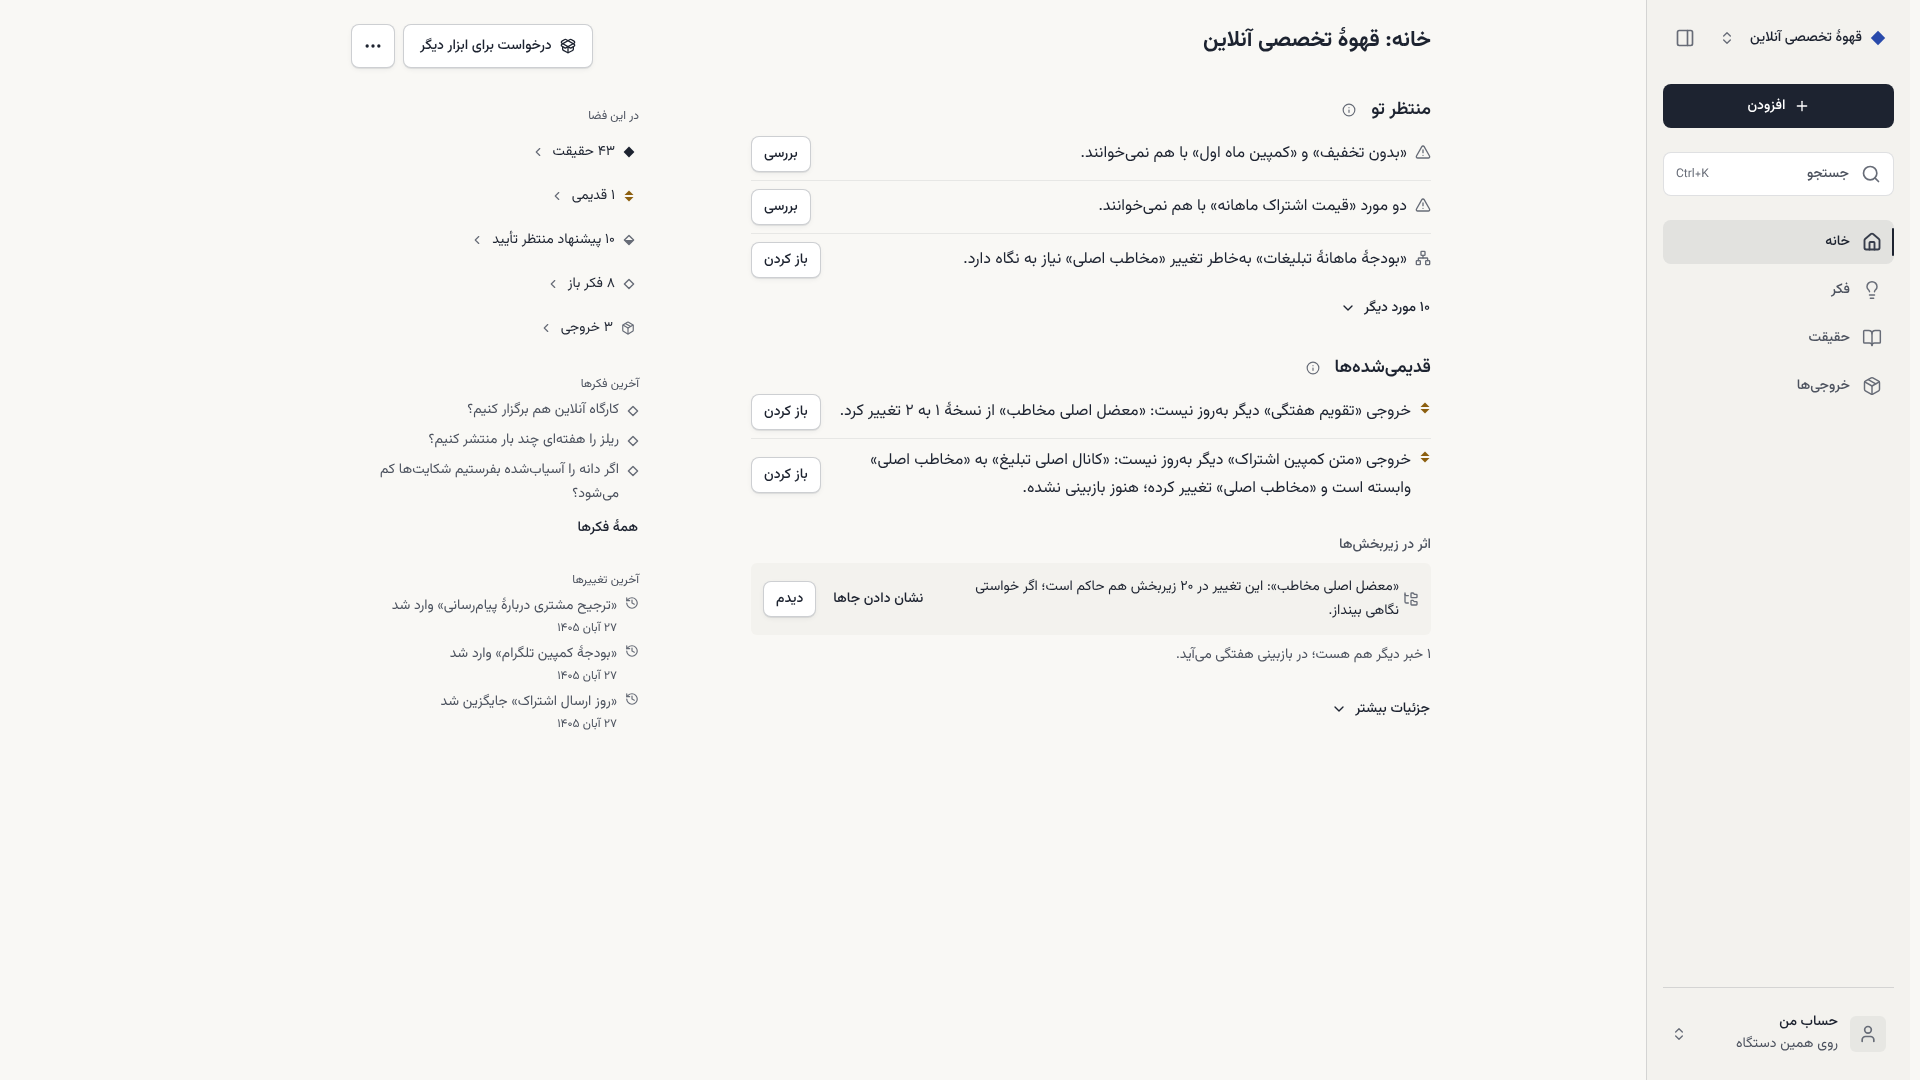 قهوهٔ تخصصی آنلاین
افزودن
جستجو
Ctrl+K
خانه
فکر
حقیقت
خروجی‌ها
حساب من
روی همین دستگاه
خانه: قهوهٔ تخصصی آنلاین
درخواست برای ابزار دیگر
منتظر تو
«بدون تخفیف» و «کمپین ماه اول» با هم نمی‌خوانند.
بررسی
دو مورد «قیمت اشتراک ماهانه» با هم نمی‌خوانند.
بررسی
«بودجهٔ ماهانهٔ تبلیغات» به‌خاطر تغییر «مخاطب اصلی» نیاز به نگاه دارد.
باز کردن
۱۰ مورد دیگر
قدیمی‌شده‌ها
خروجی «تقویم هفتگی» دیگر به‌روز نیست: «معضل اصلی مخاطب» از نسخهٔ ۱ به ۲ تغییر کرد.
باز کردن
خروجی «متن کمپین اشتراک» دیگر به‌روز نیست: «کانال اصلی تبلیغ» به «مخاطب اصلی»
وابسته است و «مخاطب اصلی» تغییر کرده؛ هنوز بازبینی نشده.
باز کردن
اثر در زیربخش‌ها
«معضل اصلی مخاطب»: این تغییر در ۲۰ زیربخش هم حاکم است؛ اگر خواستی
نگاهی بینداز.
نشان دادن جاها
دیدم
۱ خبر دیگر هم هست؛ در بازبینی هفتگی می‌آید.
جزئیات بیشتر
در این فضا
۴۳ حقیقت
۱ قدیمی
۱۰ پیشنهاد منتظر تأیید
۸ فکر باز
۳ خروجی
آخرین فکرها
کارگاه آنلاین هم برگزار کنیم؟
ریلز را هفته‌ای چند بار منتشر کنیم؟
اگر دانه را آسیاب‌شده بفرستیم شکایت‌ها کم
می‌شود؟
همهٔ فکرها
آخرین تغییرها
«ترجیح مشتری دربارهٔ پیام‌رسانی» وارد شد
۲۷ آبان ۱۴۰۵
«بودجهٔ کمپین تلگرام» وارد شد
۲۷ آبان ۱۴۰۵
«روز ارسال اشتراک» جایگزین شد
۲۷ آبان ۱۴۰۵